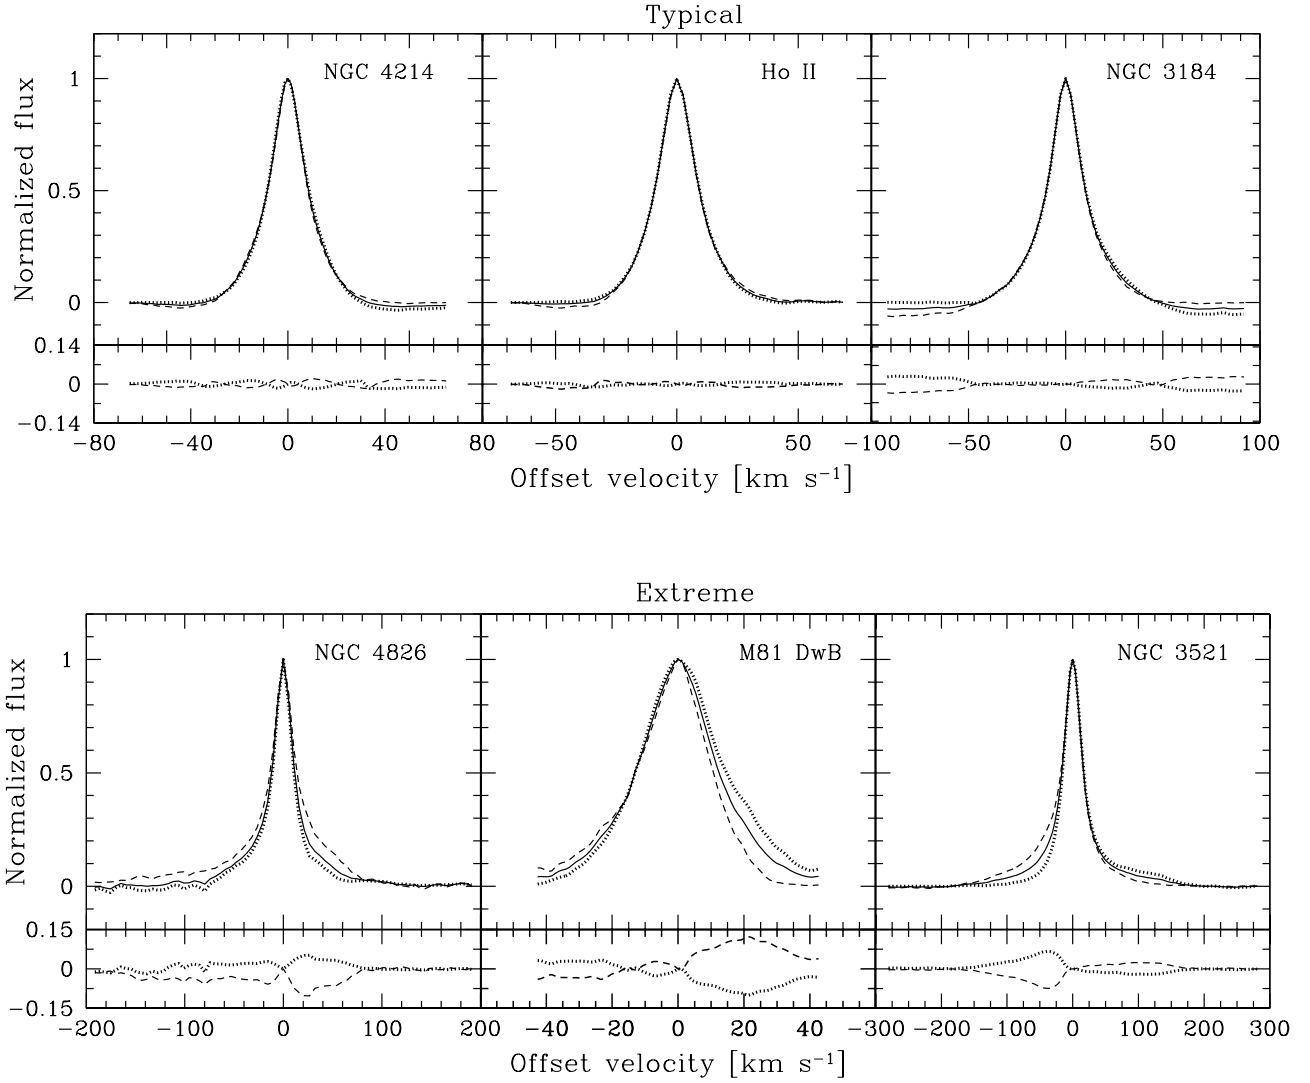 Typical
NGC 4214 Ho II NGC 3184
1
0.5
0
Normalized flux
0.14
0
−0.14
−80 −40 0 40 80 −50 0 50 −100 −50 0 50 100
Offset velocity [km s⁻¹]
Extreme
NGC 4826 M81 DwB NGC 3521
1
0.5
0
Normalized flux
0.15
0
−0.15
−200 −100 0 100 200 −40 −20 0 20 40 −300 −200 −100 0 100 200 300
Offset velocity [km s⁻¹]